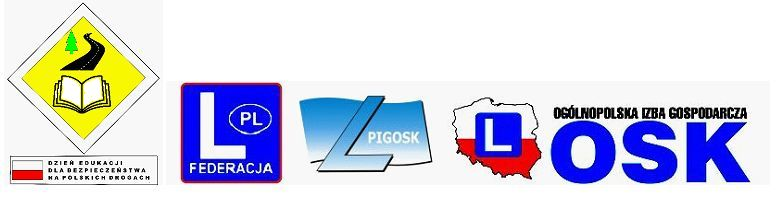 DZIEŃ EDUKACJI
DLA BEZPIECZEŃSTWA
NA POLSKICH DROGACH
L PL
FEDERACJA
L PIGOSK
OGÓLNOPOLSKA IZBA GOSPODARCZA
L OSK